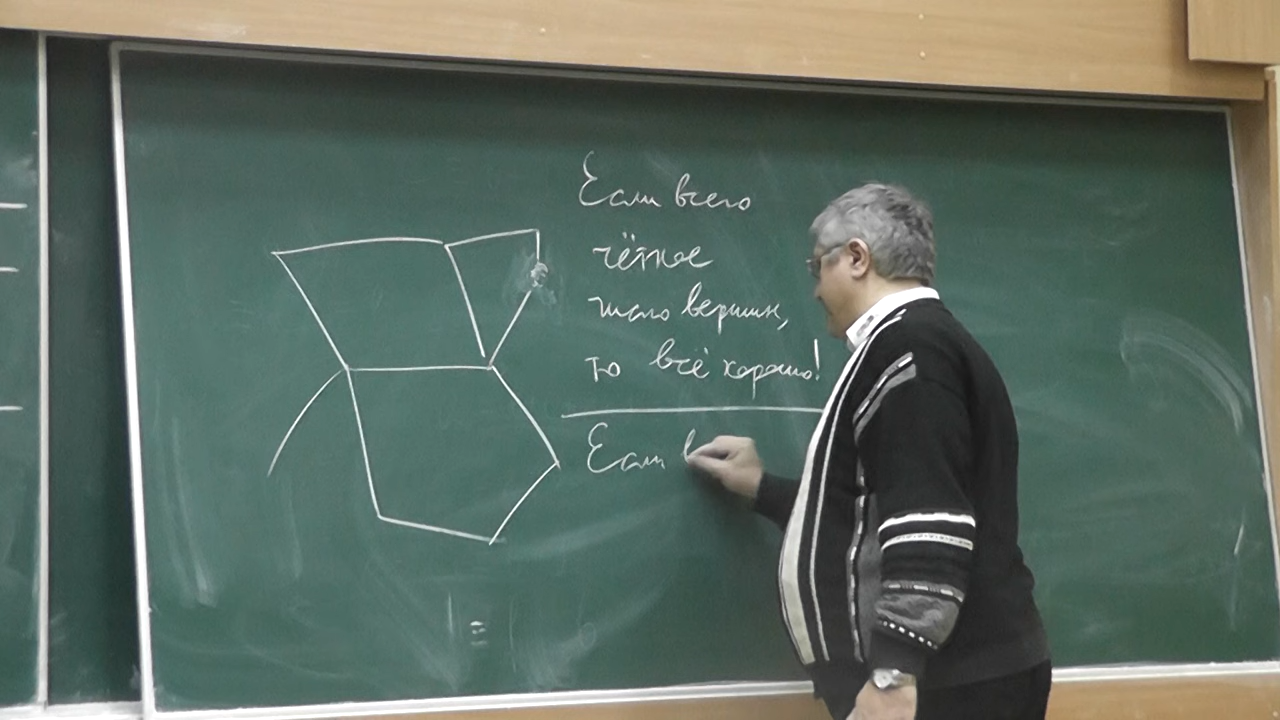 Если всего
чётное
число вершин,
то всё хорошо!
Если в